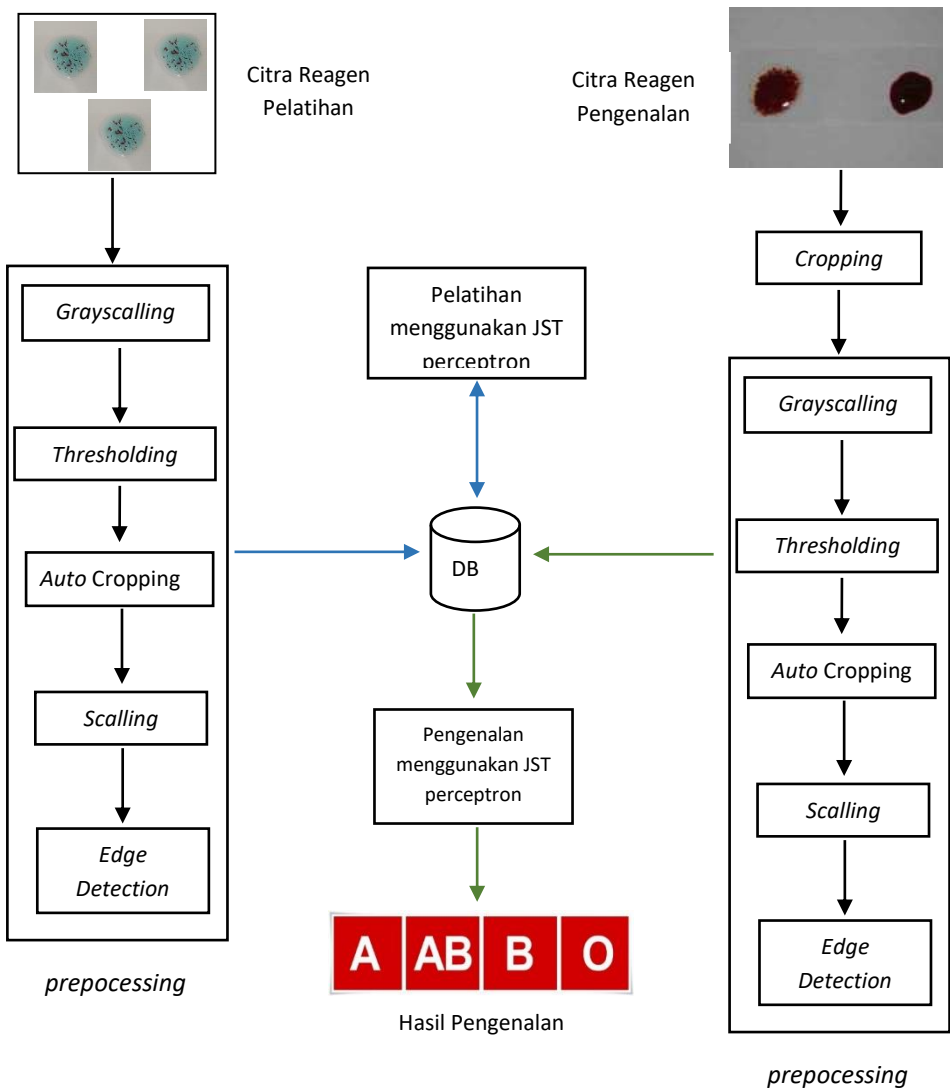 Citra Reagen
Pelatihan
Grayscalling
Thresholding
Auto Cropping
Scalling
Edge
Detection
prepocessing
Pelatihan
menggunakan JST
perceptron
DB
Pengenalan
menggunakan JST
perceptron
A AB B O
Hasil Pengenalan
Citra Reagen
Pengenalan
Cropping
Grayscalling
Thresholding
Auto Cropping
Scalling
Edge
Detection
prepocessing